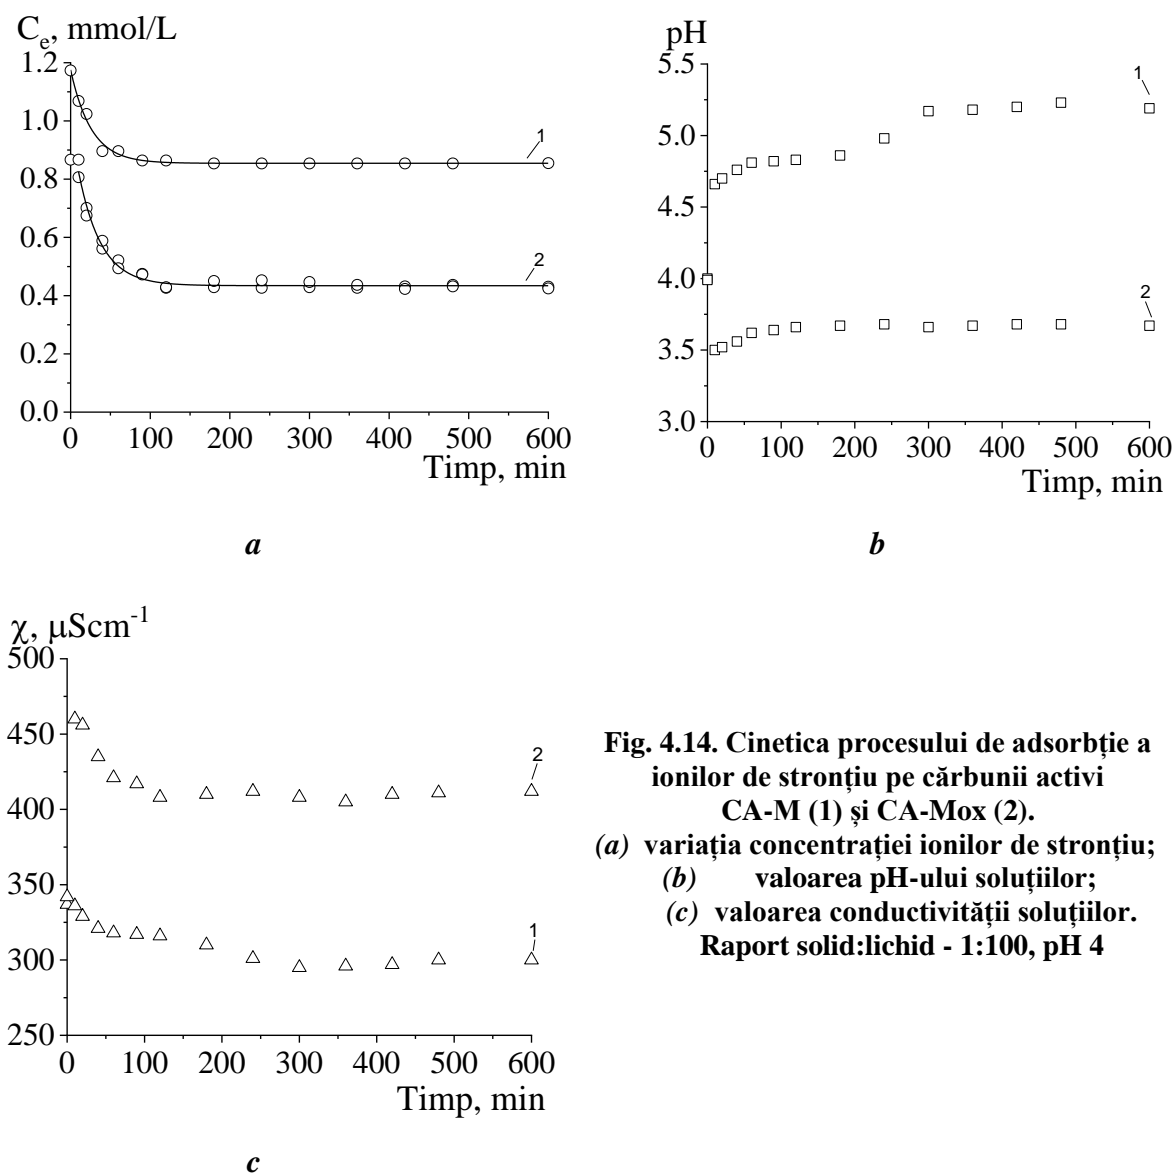 Cₑ, mmol/L
1.2
1.0
0.8
0.6
0.4
0.2
0.0
1
2
0 100 200 300 400 500 600
Timp, min
a
pH
5.5
5.0
4.5
4.0
3.5
3.0
1
2
0 100 200 300 400 500 600
Timp, min
b
χ, μScm⁻¹
500
450
400
350
300
250
2
1
0 100 200 300 400 500 600
Timp, min
c
Fig. 4.14. Cinetica procesului de adsorbție a
ionilor de stronțiu pe cărbunii activi
CA-M (1) și CA-Mox (2).
(a) variația concentrației ionilor de stronțiu;
(b) valoarea pH-ului soluțiilor;
(c) valoarea conductivității soluțiilor.
Raport solid:lichid - 1:100, pH 4